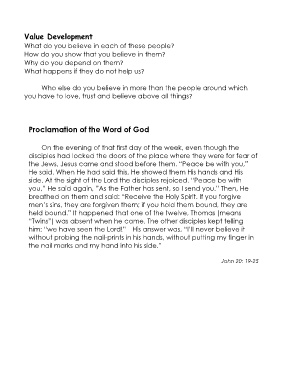 Value Development
What do you believe in each of these people?
How do you show that you believe in them?
Why do you depend on them?
What happens if they do not help us?
Who else do you believe in more than the people around which
you have to love, trust and believe above all things?
Proclamation of the Word of God
On the evening of that first day of the week, even though the
disciples had locked the doors of the place where they were for fear of
the Jews, Jesus came and stood before them. "Peace be with you,"
He said. When He had said this, He showed them His hands and His
side. At the sight of the Lord the disciples rejoiced. "Peace be with
you," He said again. "As the Father has sent, so I send you." Then, He
breathed on them and said: "Receive the Holy Spirit. If you forgive
men's sins, they are forgiven them; if you hold them bound, they are
held bound." It happened that one of the twelve, Thomas (means
"Twins") was absent when he came. The other disciples kept telling
him: "we have seen the Lord!" His answer was, "I'll never believe it
without probing the nail-prints in his hands, without putting my finger in
the nail marks and my hand into his side."
John 20: 19-25